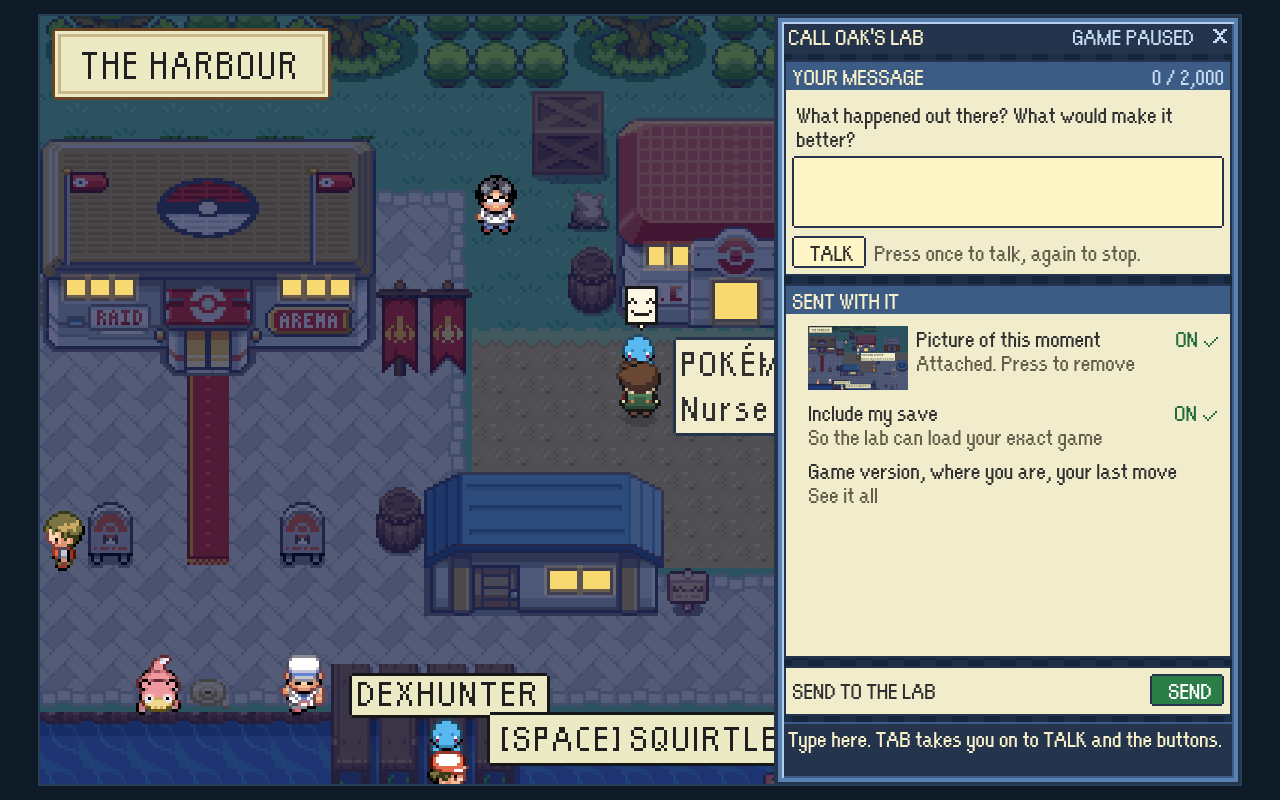 THE HARBOUR
RAID
ARENA
POKÉM
Nurse
DEXHUNTER
[SPACE] SQUIRTLE
CALL OAK'S LAB
GAME PAUSED X
YOUR MESSAGE
0 / 2,000
What happened out there? What would make it
better?
TALK
Press once to talk, again to stop.
SENT WITH IT
Picture of this moment
ON ✓
Attached. Press to remove
Include my save
ON ✓
So the lab can load your exact game
Game version, where you are, your last move
See it all
SEND TO THE LAB
SEND
Type here. TAB takes you on to TALK and the buttons.